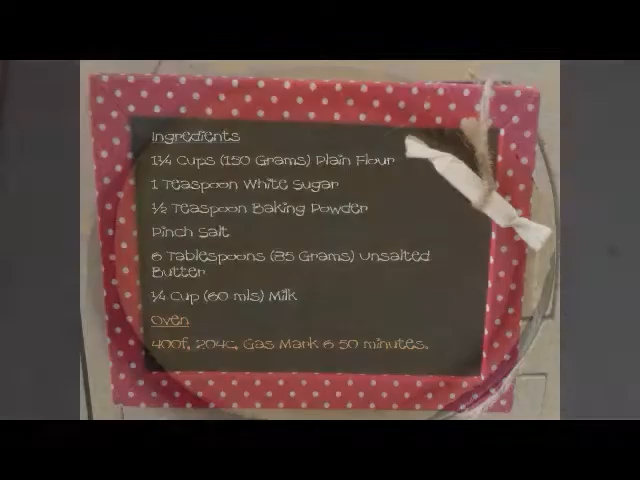 Ingredients
1¼ Cups (150 Grams) Plain Flour
1 Teaspoon White Sugar
½ Teaspoon Baking Powder
Pinch Salt
6 Tablespoons (85 Grams) Unsalted
Butter
¼ Cup (60 mls) Milk
Oven
400f, 204c, Gas Mark 6 50 minutes.